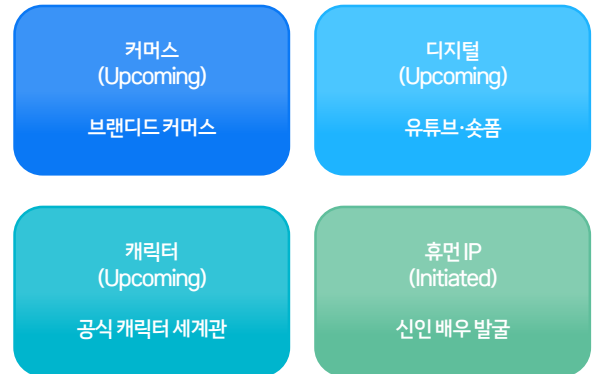 커머스
(Upcoming)
브랜디드 커머스
디지털
(Upcoming)
유튜브·숏폼
캐릭터
(Upcoming)
공식 캐릭터 세계관
휴먼 IP
(Initiated)
신인 배우 발굴